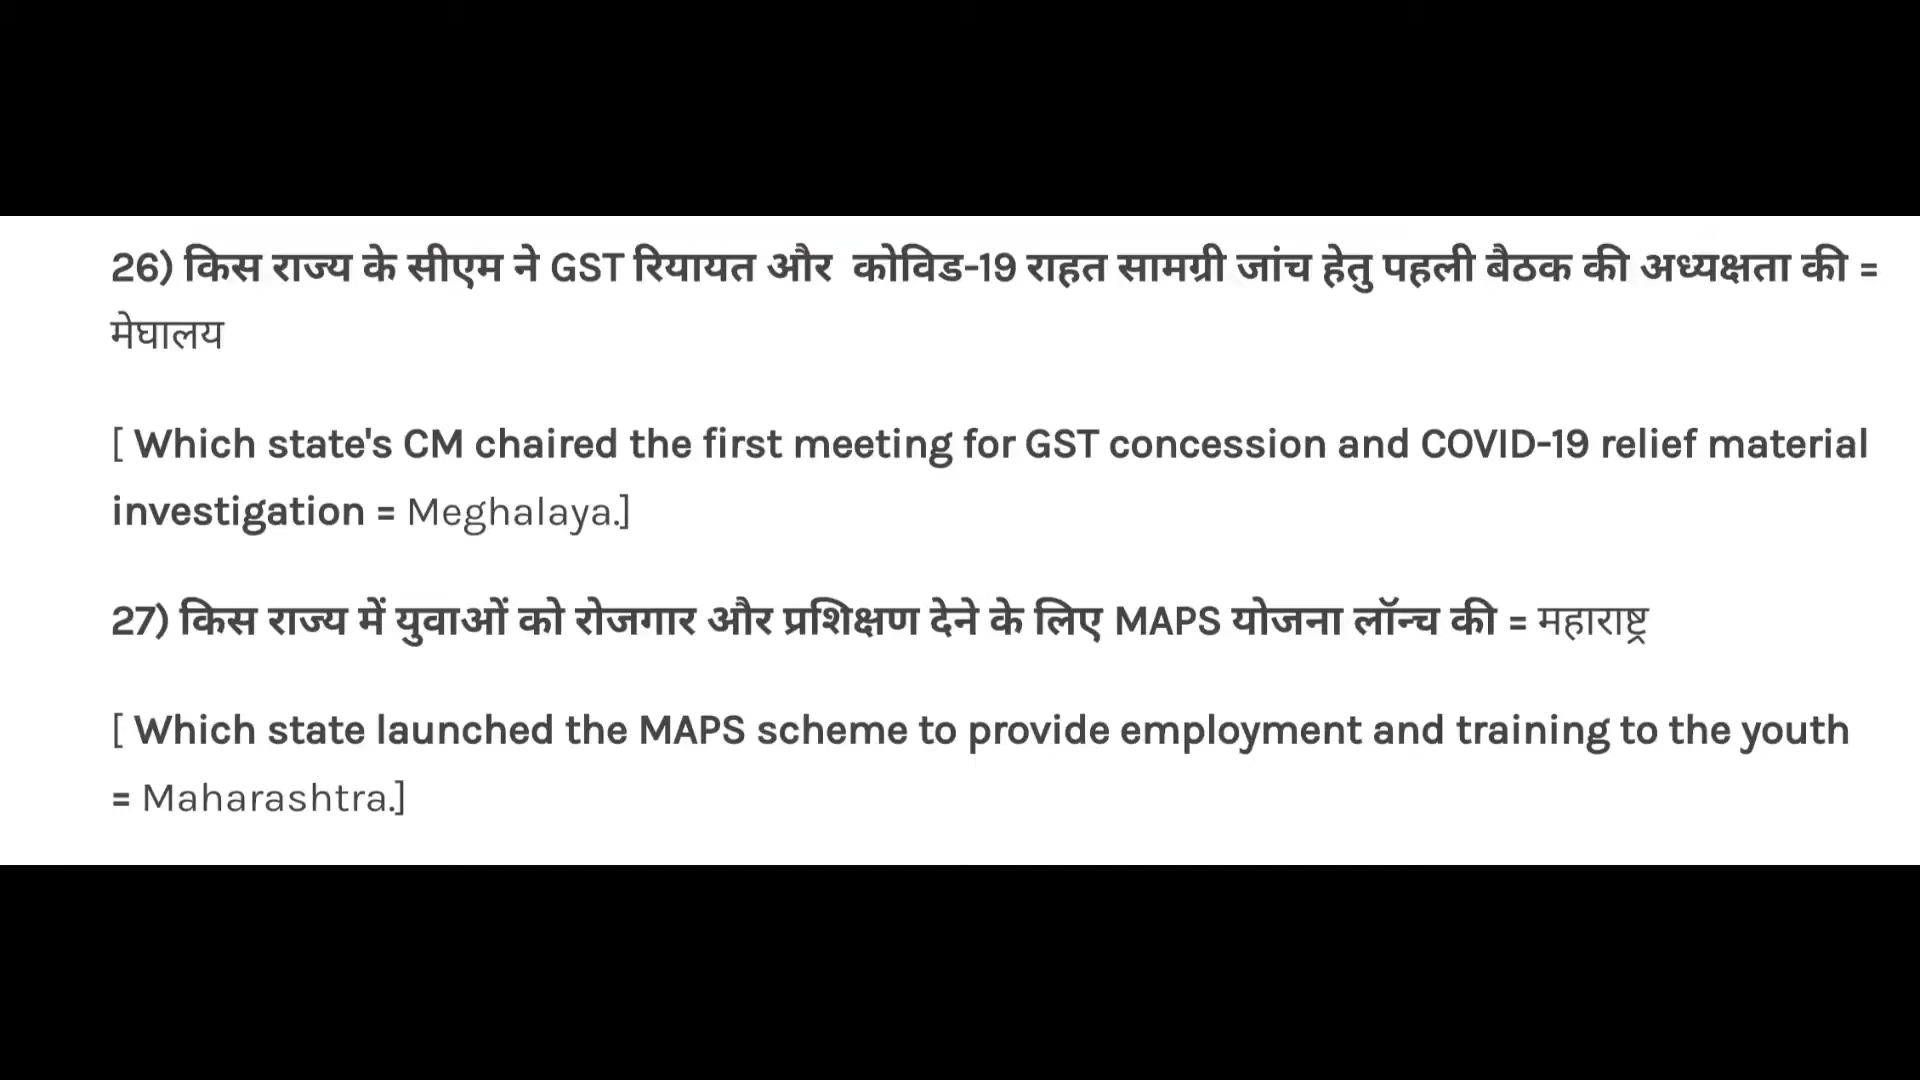 26) किस राज्य के सीएम ने GST रियायत और कोविड-19 राहत सामग्री जांच हेतु पहली बैठक की अध्यक्षता की =
मेघालय
[ Which state's CM chaired the first meeting for GST concession and COVID-19 relief material
investigation = Meghalaya.]
27) किस राज्य में युवाओं को रोजगार और प्रशिक्षण देने के लिए MAPS योजना लॉन्च की = महाराष्ट्र
[ Which state launched the MAPS scheme to provide employment and training to the youth
= Maharashtra.]